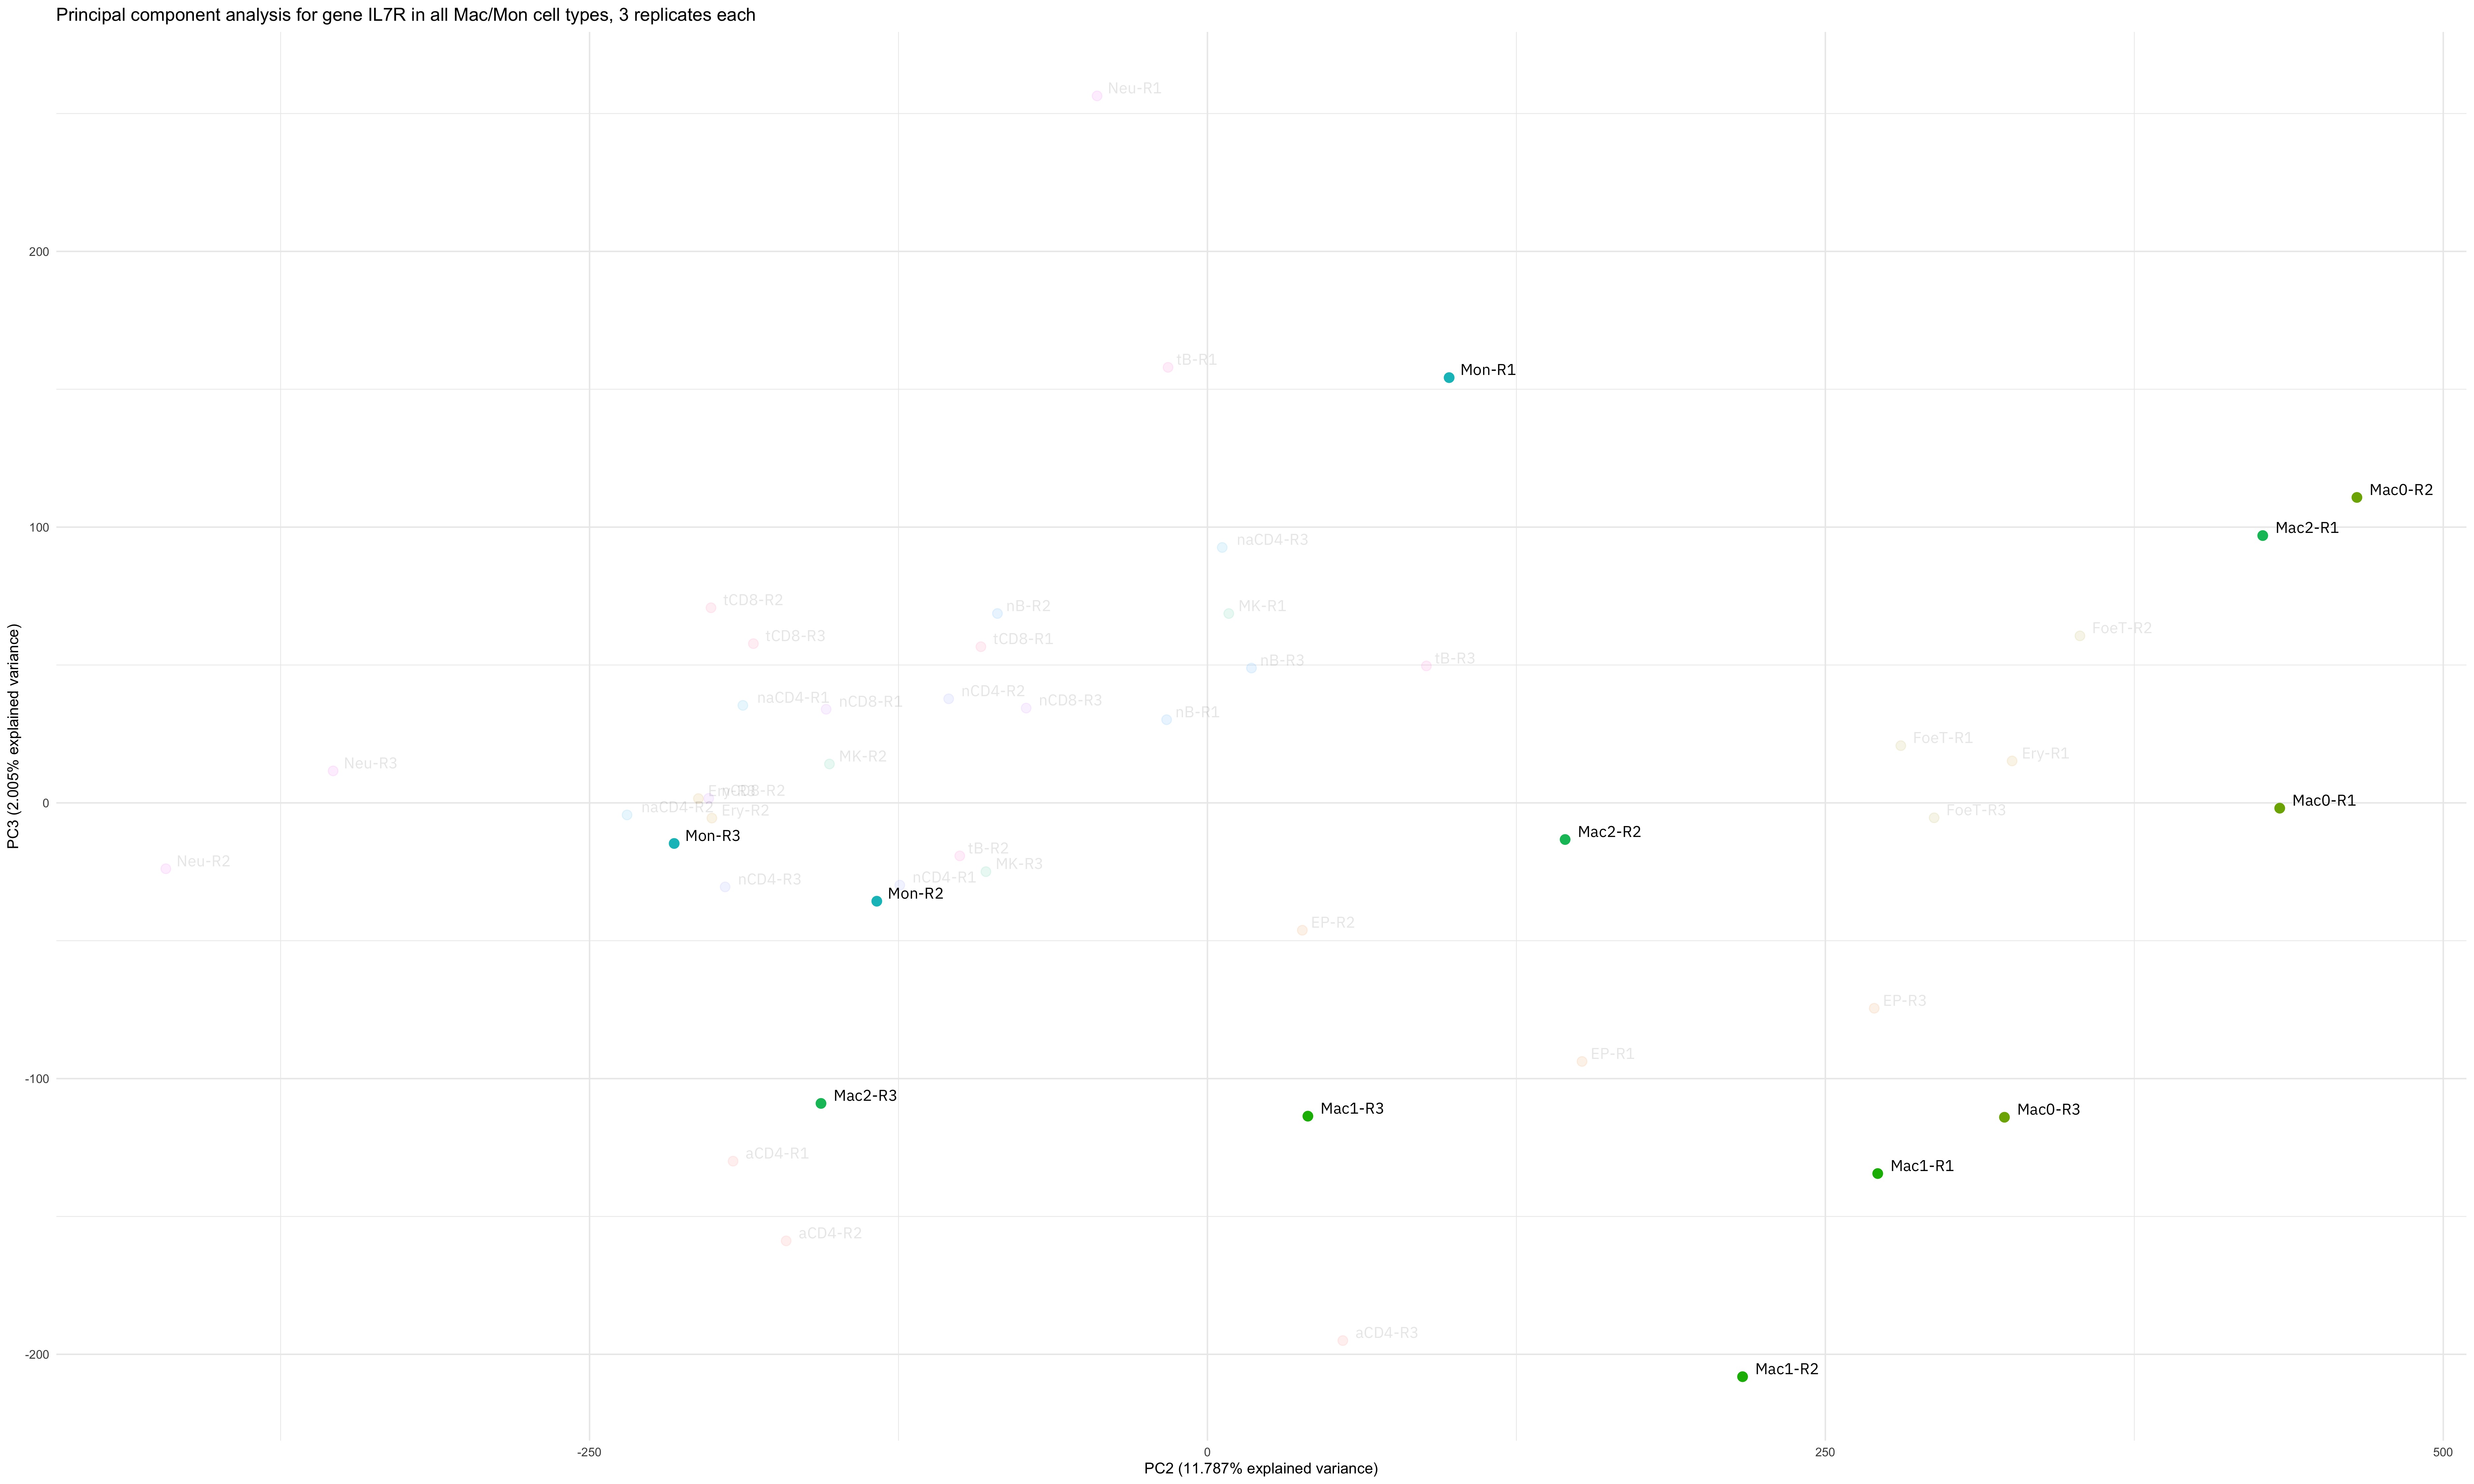 Principal component analysis for gene IL7R in all Mac/Mon cell types, 3 replicates each
Neu-R1
200
tB-R1
Mon-R1
Mac0-R2
100
Mac2-R1
naCD4-R3
tCD8-R2
nB-R2
MK-R1
tCD8-R3
tCD8-R1
FoeT-R2
nB-R3
tB-R3
naCD4-R1
nCD8-R1
nCD4-R2
nCD8-R3
nB-R1
FoeT-R1
Neu-R3
MK-R2
Ery-R1
PC3 (2.005% explained variance)
Ery-R3
nCD8-R2
0
Mac0-R1
naCD4-R2
Ery-R2
FoeT-R3
Mon-R3
Mac2-R2
Neu-R2
tB-R2
MK-R3
nCD4-R3
nCD4-R1
Mon-R2
EP-R2
EP-R3
EP-R1
-100
Mac2-R3
Mac1-R3
Mac0-R3
aCD4-R1
Mac1-R1
aCD4-R2
aCD4-R3
-200
Mac1-R2
-250
0
250
500
PC2 (11.787% explained variance)